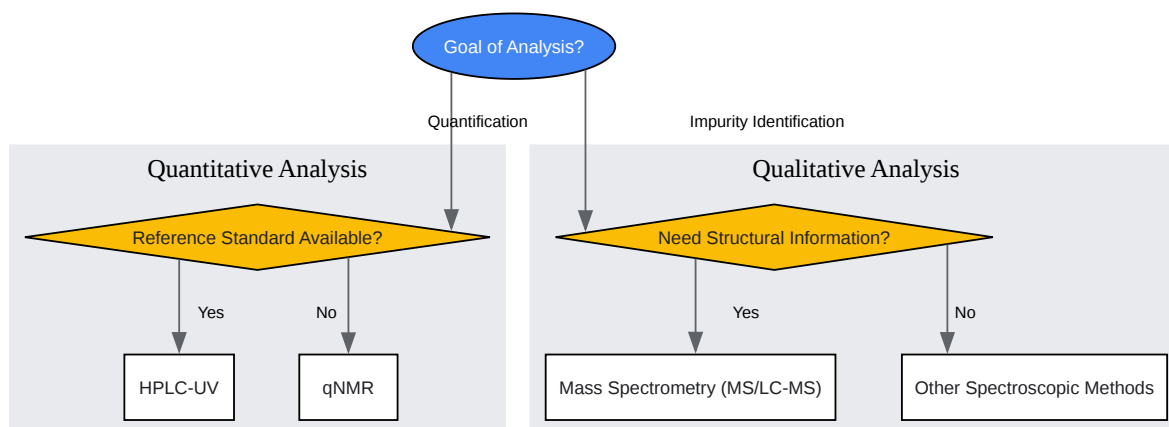 Goal of Analysis?
Quantification
Impurity Identification
Quantitative Analysis
Qualitative Analysis
Reference Standard Available?
Need Structural Information?
Yes
No
Yes
No
HPLC-UV
qNMR
Mass Spectrometry (MS/LC-MS)
Other Spectroscopic Methods